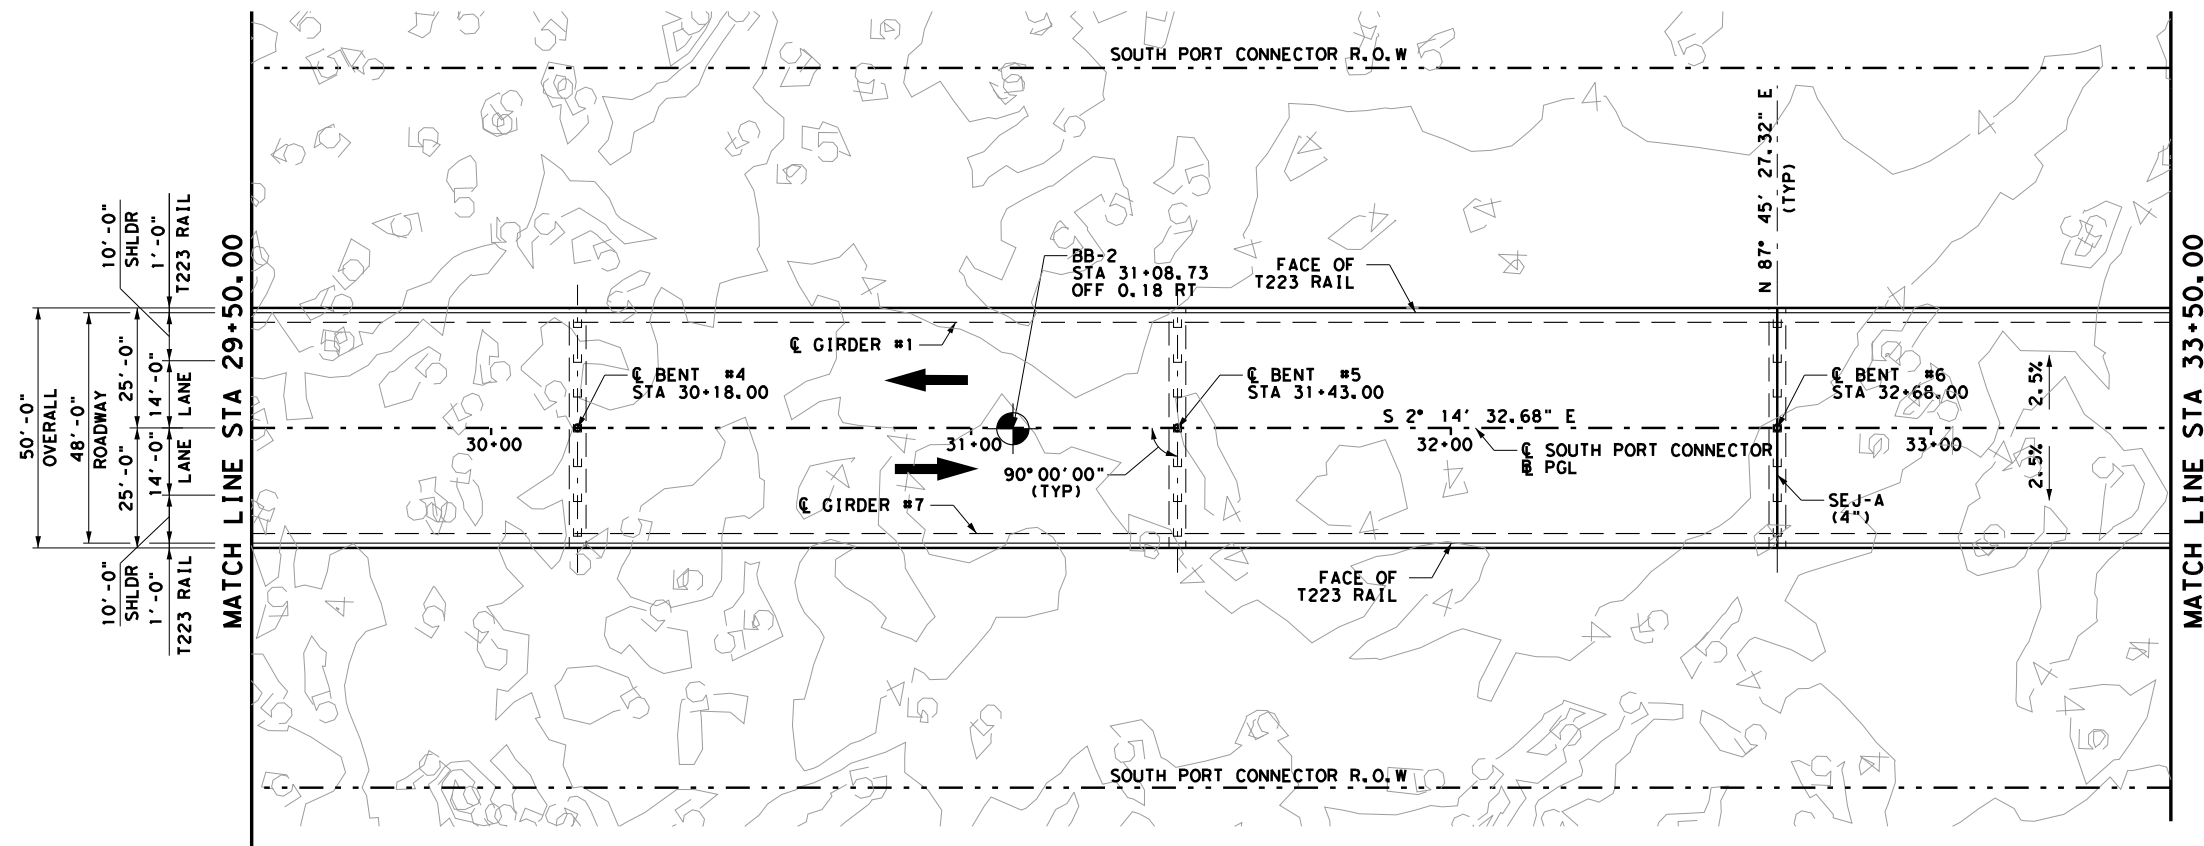 SOUTH PORT CONNECTOR R.O.W
N 87° 45' 27.32" E
(TYP)
10'-0"
SHLDR
1'-0"
T223 RAIL
MATCH LINE STA 29+50.00
MATCH LINE STA 33+50.00
BB-2
STA 31+08.73
OFF 0.18 RT
FACE OF
T223 RAIL
℄ GIRDER #1
50'-0"
OVERALL
48'-0"
ROADWAY
25'-0"
14'-0"
LANE
25'-0"
14'-0"
LANE
℄ BENT #4
STA 30+18.00
℄ BENT #5
STA 31+43.00
℄ BENT #6
STA 32+68.00
2.5%
2.5%
S 2° 14' 32.68" E
30+00
31+00
32+00
33+00
℄ SOUTH PORT CONNECTOR
PGL
90°00'00"
(TYP)
℄ GIRDER #7
SEJ-A
(4")
10'-0"
SHLDR
1'-0"
T223 RAIL
FACE OF
T223 RAIL
SOUTH PORT CONNECTOR R.O.W